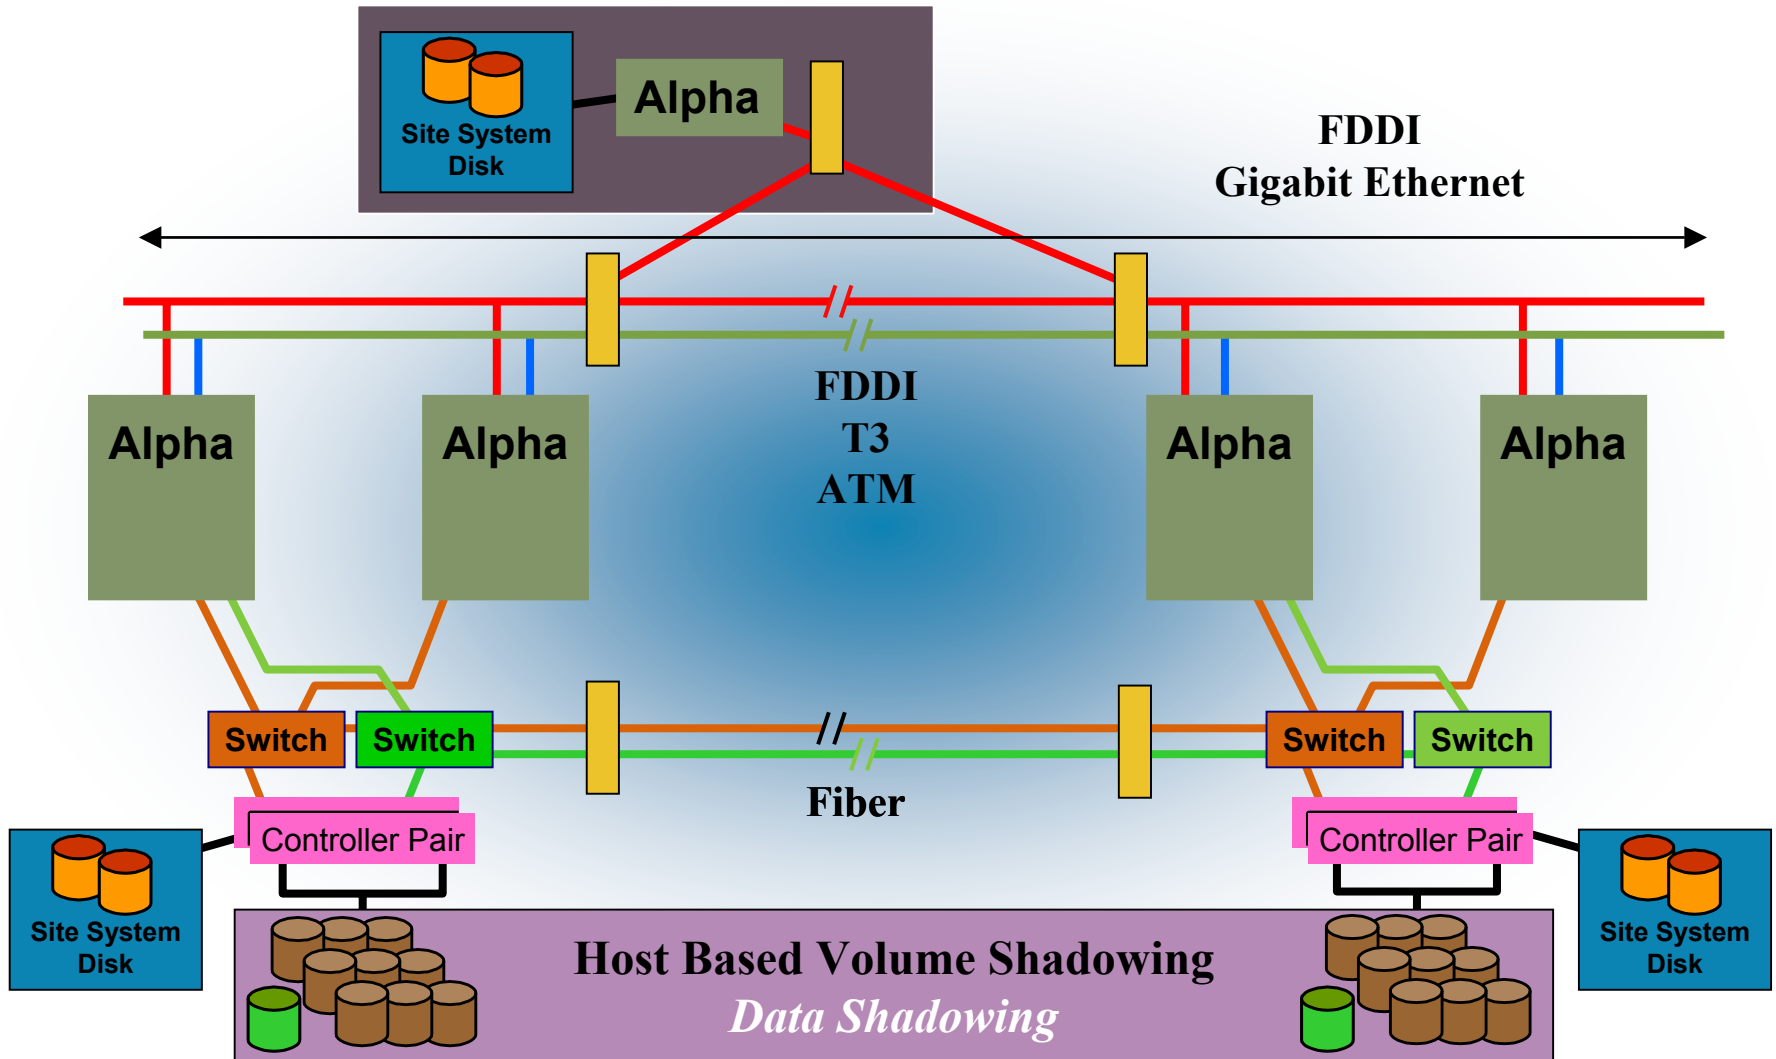 Alpha
Site System
Disk
FDDI
Gigabit Ethernet
FDDI
T3
ATM
Alpha
Alpha
Alpha
Alpha
Switch
Switch
Switch
Switch
Fiber
Controller Pair
Controller Pair
Site System
Disk
Site System
Disk
Host Based Volume Shadowing
Data Shadowing